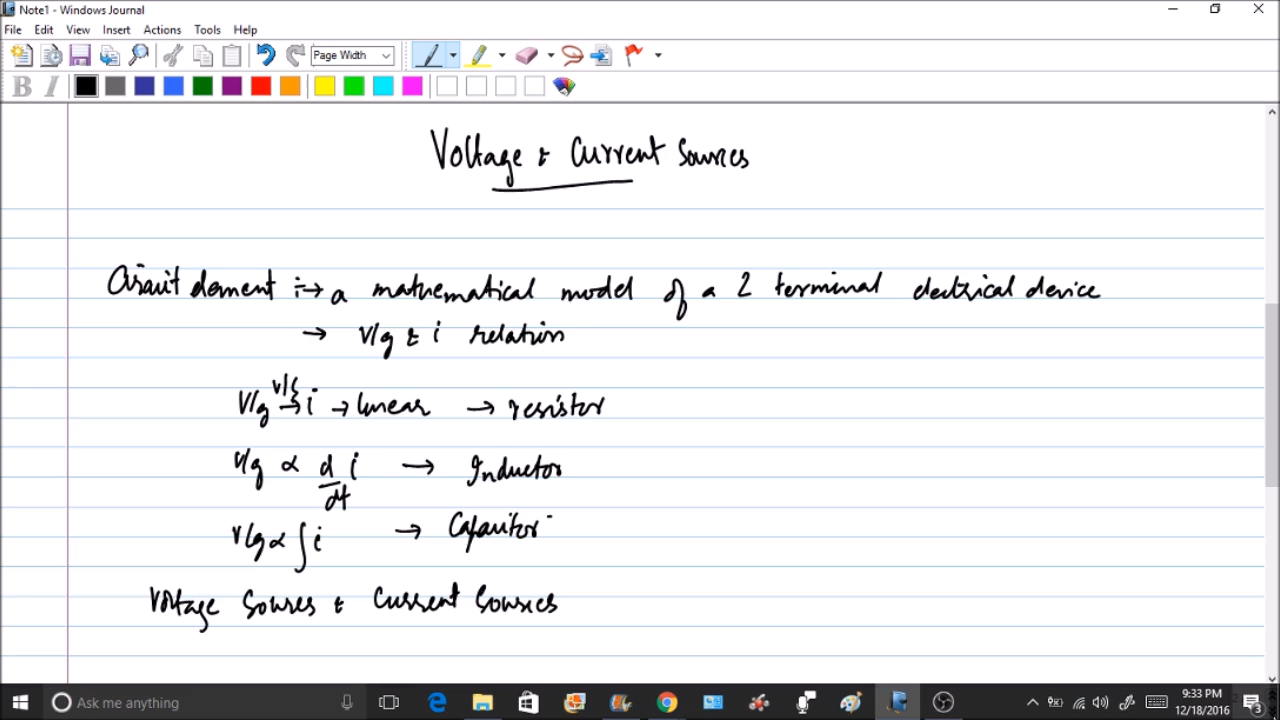 Note1 - Windows Journal
File Edit View Insert Actions Tools Help
Page Width
B I
Voltage & Current Sources
Circuit element :→ a mathematical model of a 2 terminal electrical device
→ v/g & i relation
V/g v/s → i → linear → resistor
v/g ∝ d/dt i → Inductor
v/g ∝ ∫ i → Capacitor
Voltage Sources & Current Sources
Ask me anything
9:33 PM
12/18/2016
3